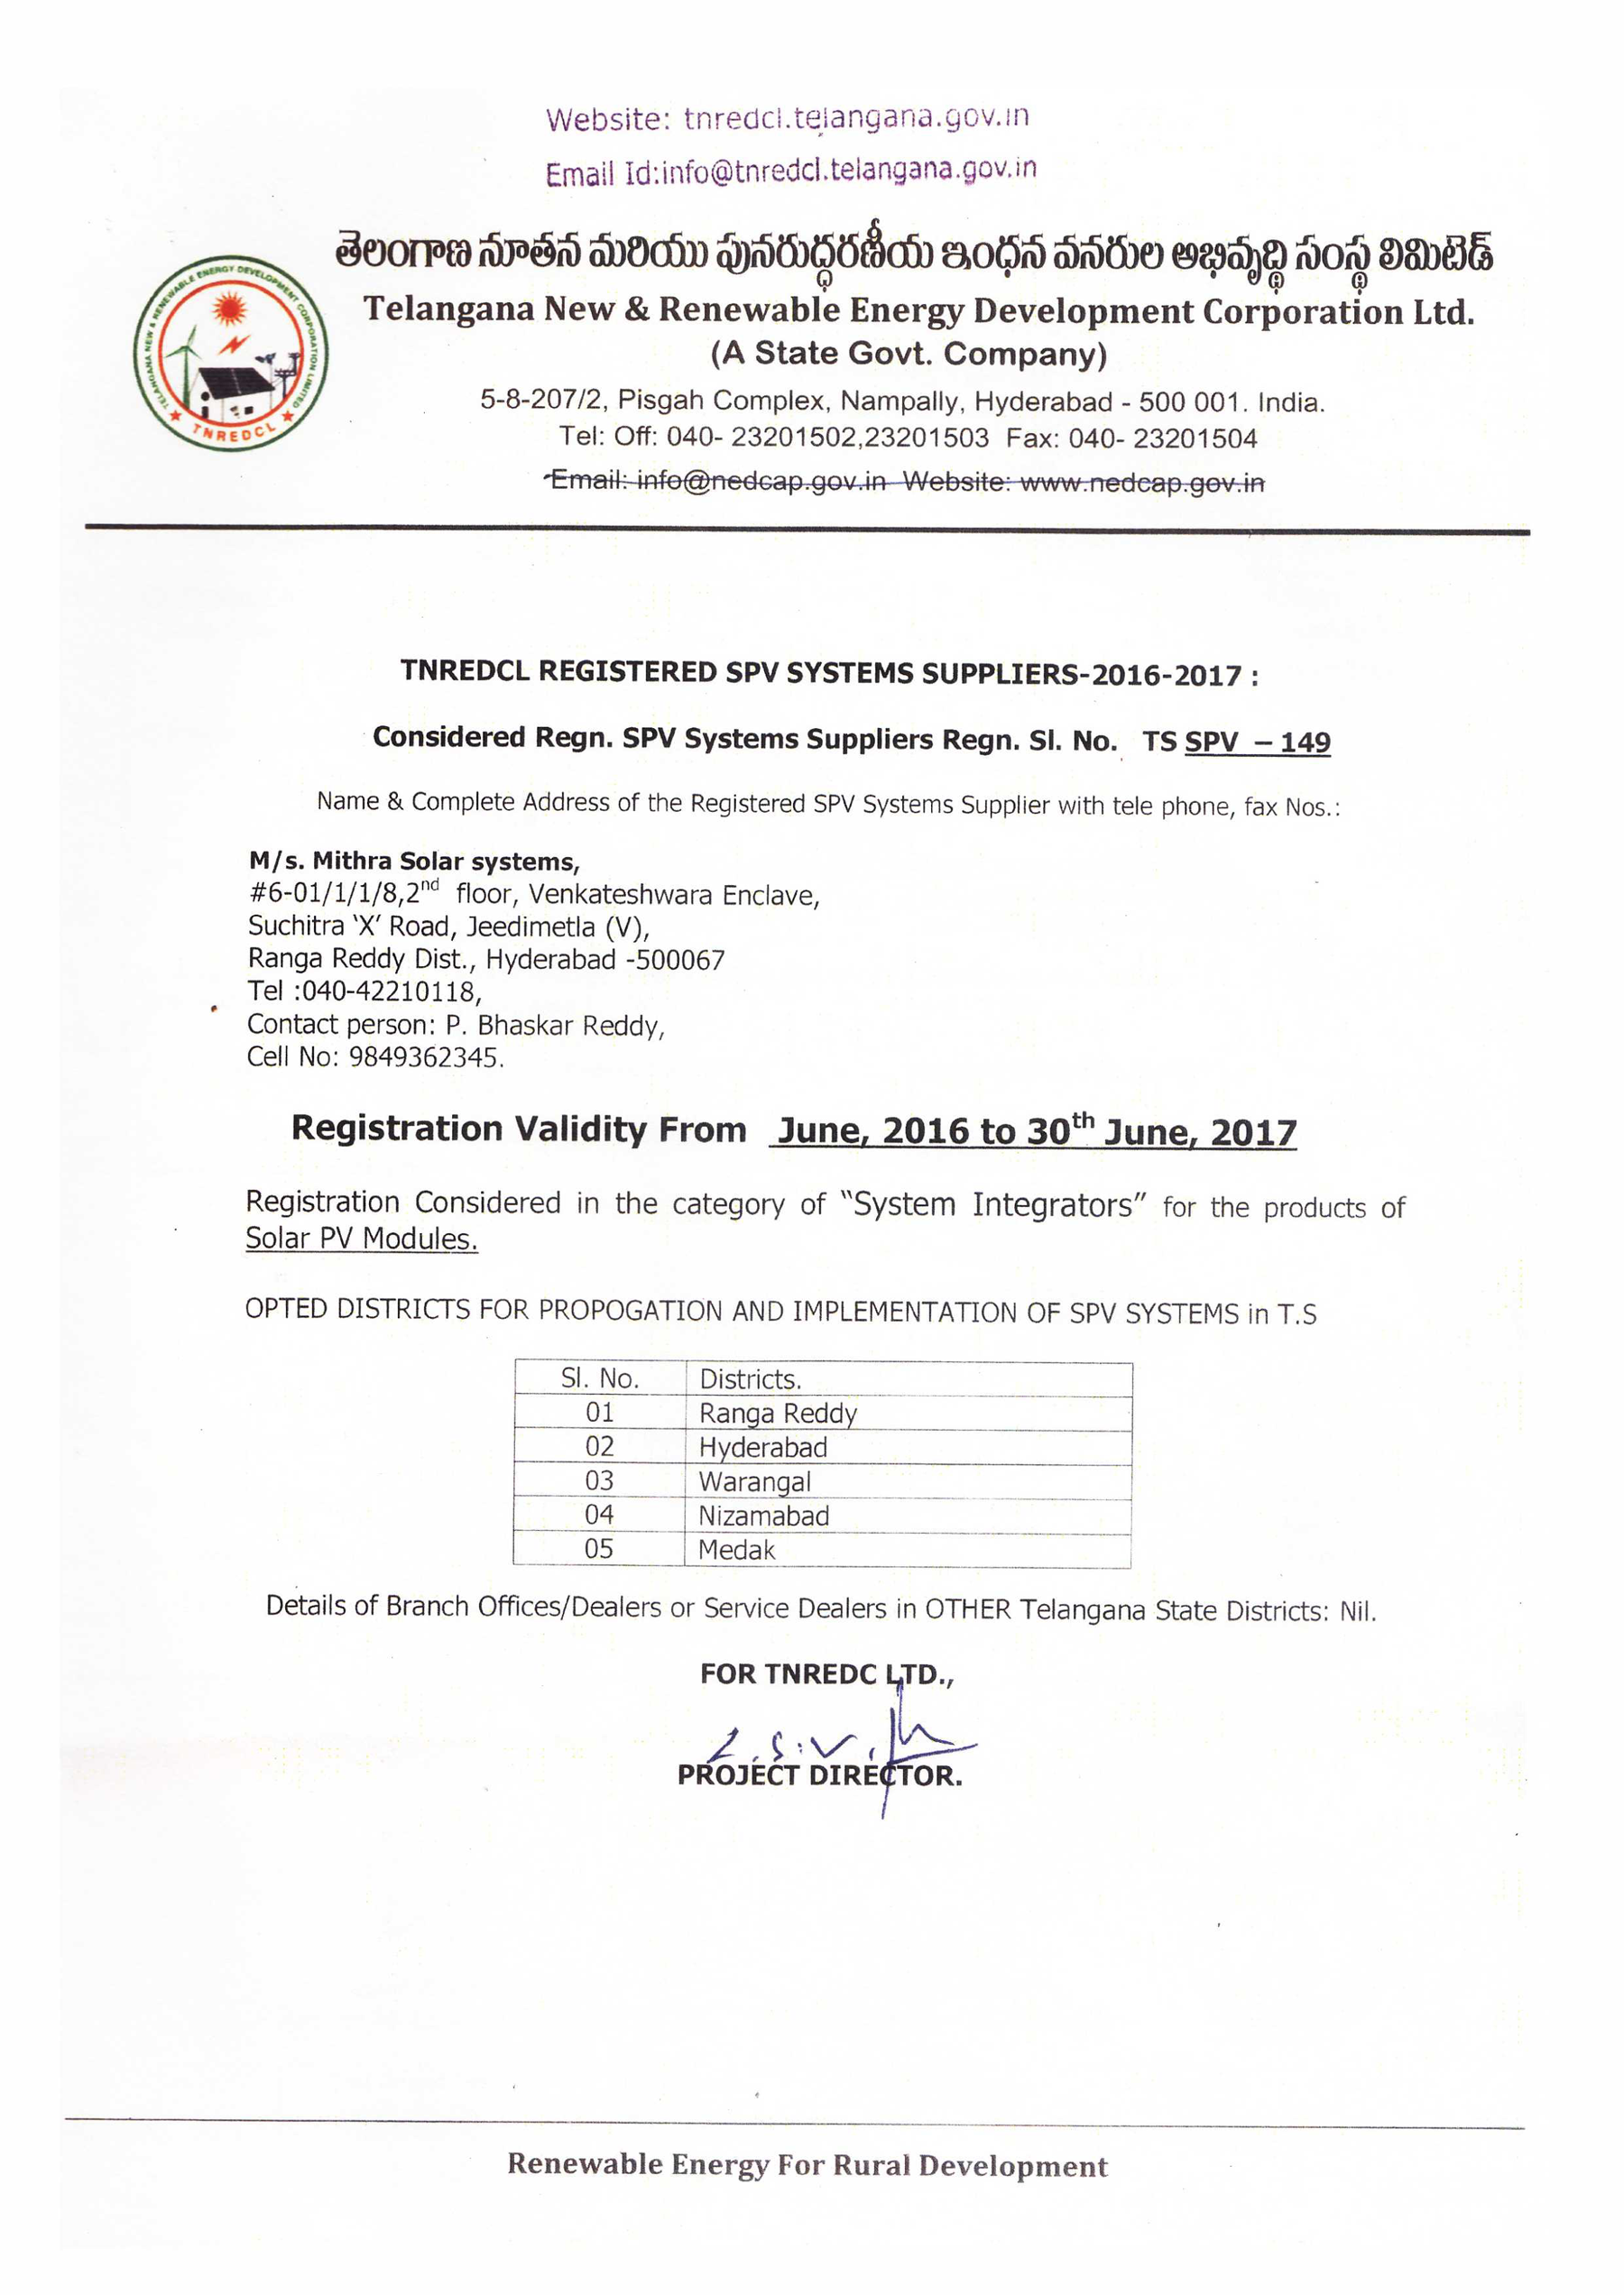 Website: tnredcl.telangana.gov.in
Email Id:info@tnredcl.telangana.gov.in
తెలంగాణ నూతన మరియు పునరుద్ధరణీయ ఇంధన వనరుల అభివృద్ధి సంస్థ లిమిటెడ్
Telangana New & Renewable Energy Development Corporation Ltd.
(A State Govt. Company)
5-8-207/2, Pisgah Complex, Nampally, Hyderabad - 500 001. India.
Tel: Off: 040- 23201502,23201503 Fax: 040- 23201504
Email: info@nedcap.gov.in Website: www.nedcap.gov.in
TELANGANA NEW & RENEWABLE ENERGY DEVELOPMENT CORPORATION LIMITED
TNREDCL
TNREDCL REGISTERED SPV SYSTEMS SUPPLIERS-2016-2017 :
Considered Regn. SPV Systems Suppliers Regn. Sl. No. TS SPV – 149
Name & Complete Address of the Registered SPV Systems Supplier with tele phone, fax Nos.:
M/s. Mithra Solar systems,
#6-01/1/1/8,2nd floor, Venkateshwara Enclave,
Suchitra ‘X’ Road, Jeedimetla (V),
Ranga Reddy Dist., Hyderabad -500067
Tel :040-42210118,
Contact person: P. Bhaskar Reddy,
Cell No: 9849362345.
Registration Validity From June, 2016 to 30th June, 2017
Registration Considered in the category of “System Integrators” for the products of
Solar PV Modules.
OPTED DISTRICTS FOR PROPOGATION AND IMPLEMENTATION OF SPV SYSTEMS in T.S
Sl. No. Districts.
01 Ranga Reddy
02 Hyderabad
03 Warangal
04 Nizamabad
05 Medak
Details of Branch Offices/Dealers or Service Dealers in OTHER Telangana State Districts: Nil.
FOR TNREDC LTD.,
PROJECT DIRECTOR.
Renewable Energy For Rural Development